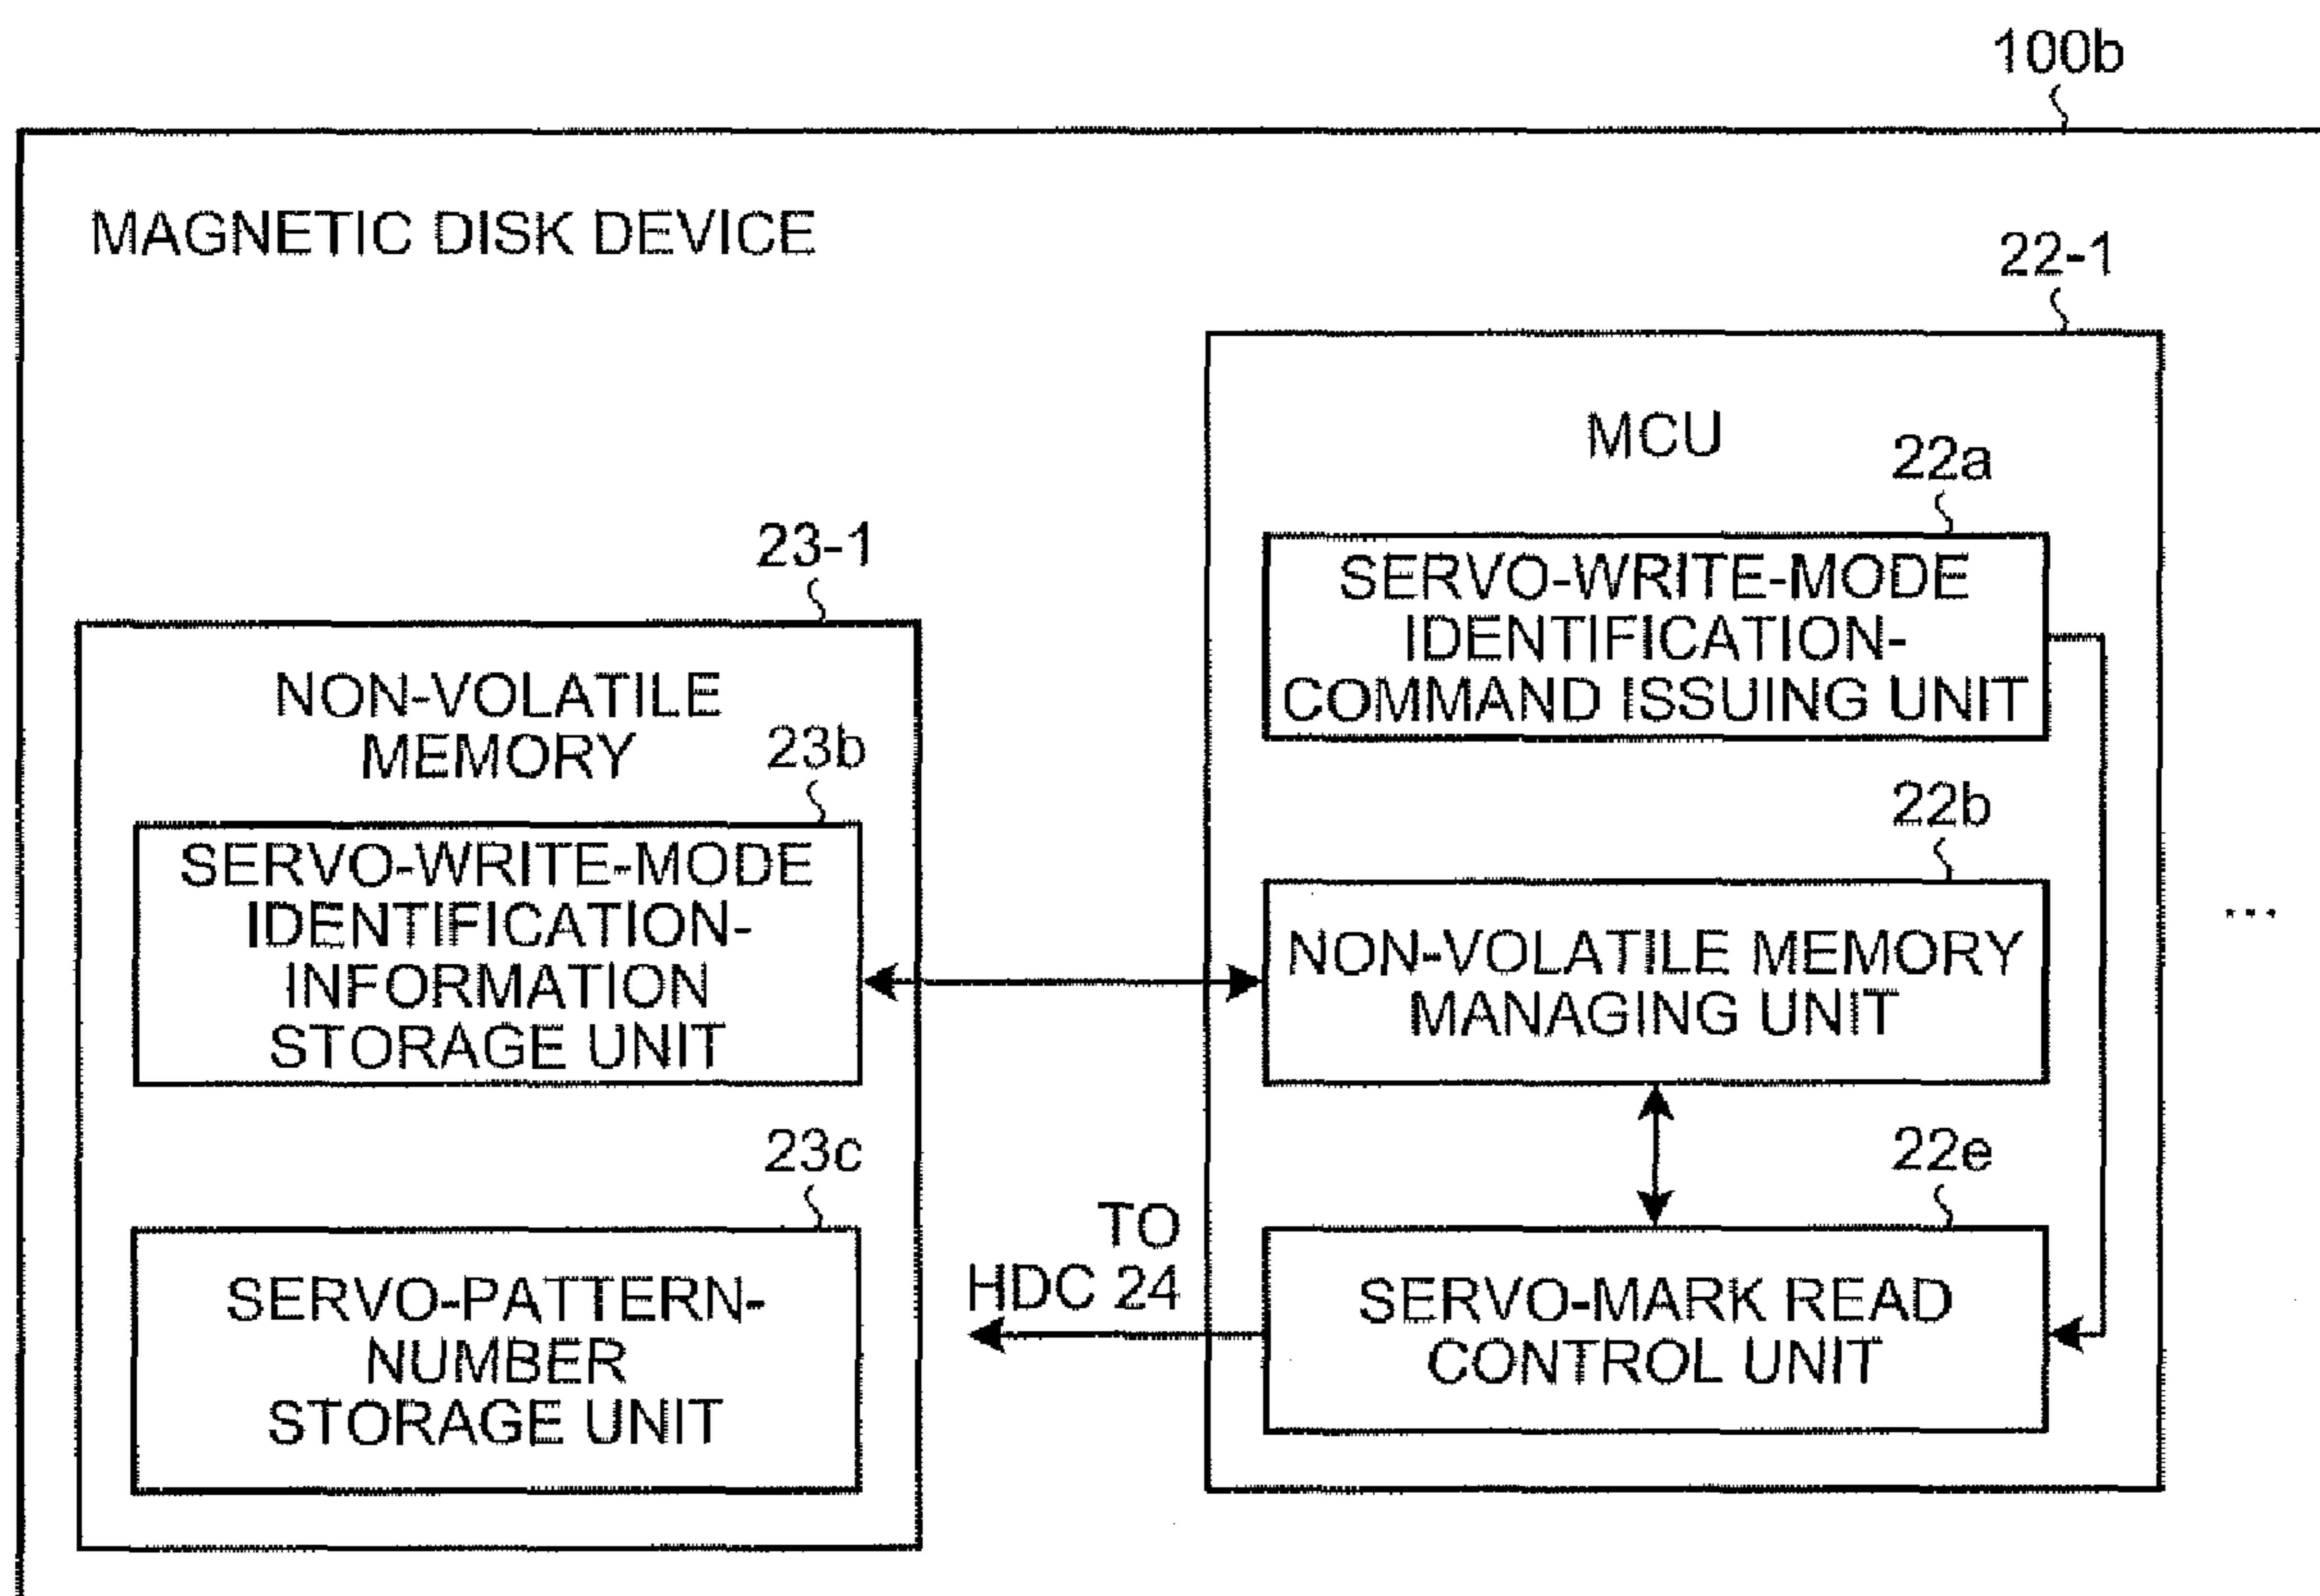 100b
MAGNETIC DISK DEVICE
22-1
MCU
22a
SERVO-WRITE-MODE
IDENTIFICATION-
COMMAND ISSUING UNIT
23-1
NON-VOLATILE
MEMORY
23b
SERVO-WRITE-MODE
IDENTIFICATION-
INFORMATION
STORAGE UNIT
22b
NON-VOLATILE MEMORY
MANAGING UNIT
...
23c
SERVO-PATTERN-
NUMBER
STORAGE UNIT
TO
HDC 24
22e
SERVO-MARK READ
CONTROL UNIT